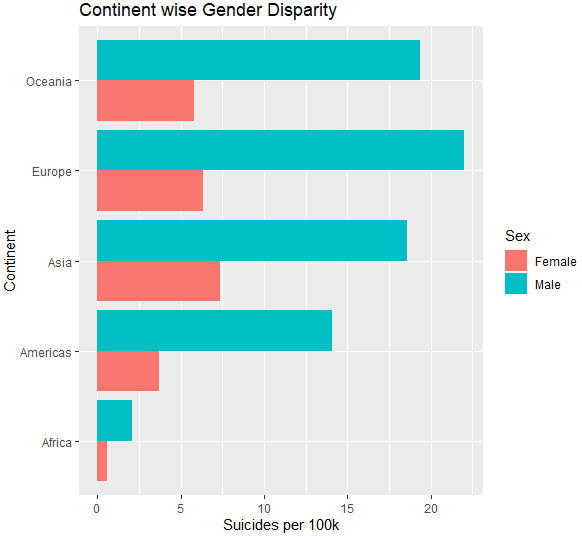 Continent wise Gender Disparity
Continent
Oceania
Europe
Asia
Americas
Africa
0 5 10 15 20
Suicides per 100k
Sex
Female
Male